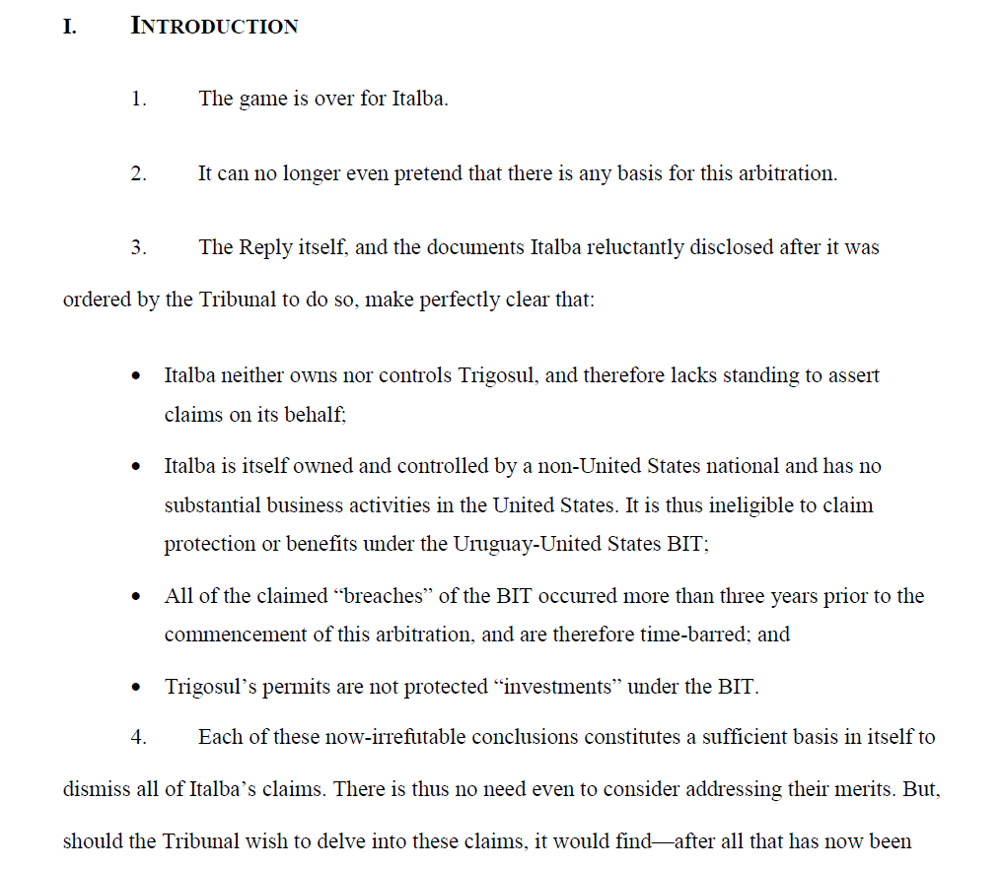 I. INTRODUCTION
1. The game is over for Italba.
2. It can no longer even pretend that there is any basis for this arbitration.
3. The Reply itself, and the documents Italba reluctantly disclosed after it was
ordered by the Tribunal to do so, make perfectly clear that:
• Italba neither owns nor controls Trigosul, and therefore lacks standing to assert
claims on its behalf;
• Italba is itself owned and controlled by a non-United States national and has no
substantial business activities in the United States. It is thus ineligible to claim
protection or benefits under the Uruguay-United States BIT;
• All of the claimed “breaches” of the BIT occurred more than three years prior to the
commencement of this arbitration, and are therefore time-barred; and
• Trigosul’s permits are not protected “investments” under the BIT.
4. Each of these now-irrefutable conclusions constitutes a sufficient basis in itself to
dismiss all of Italba’s claims. There is thus no need even to consider addressing their merits. But,
should the Tribunal wish to delve into these claims, it would find—after all that has now been